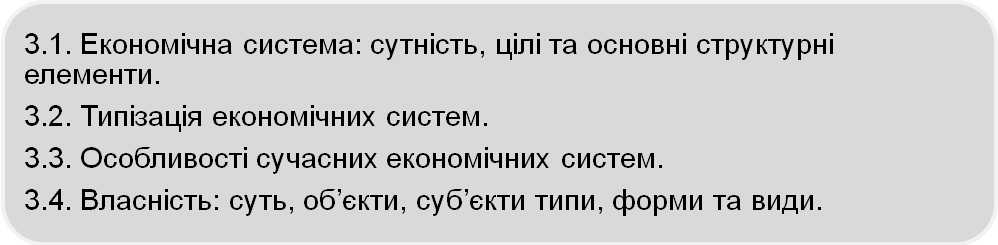 3.1. Економічна система: сутність, цілі та основні структурні
елементи.
3.2. Типізація економічних систем.
3.3. Особливості сучасних економічних систем.
3.4. Власність: суть, об’єкти, суб’єкти типи, форми та види.